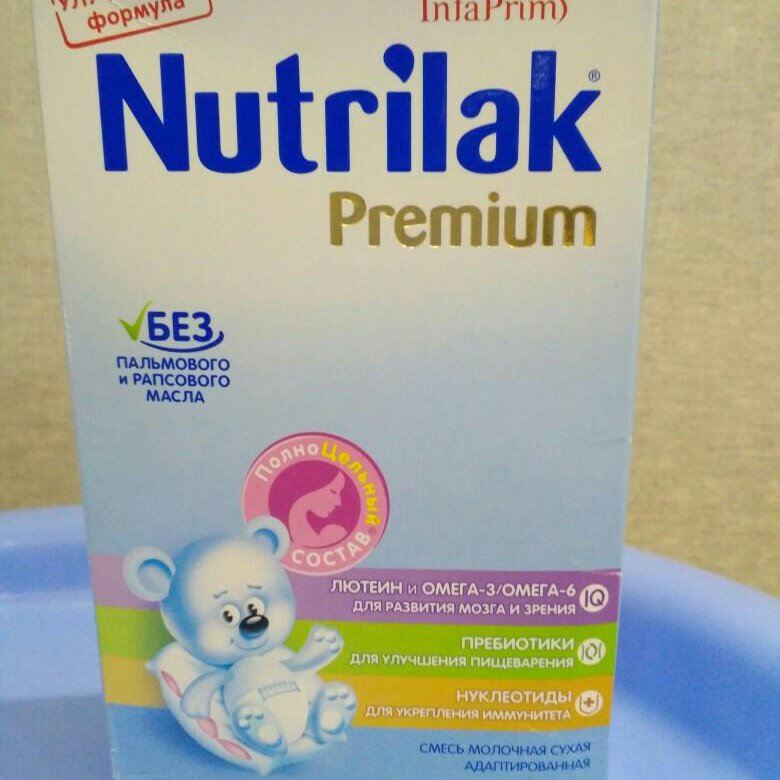 формула
InfaPrim
Nutrilak®
Premium
БЕЗ
ПАЛЬМОВОГО
и РАПСОВОГО
МАСЛА
ПолноЦельный®
СОСТАВ
ЛЮТЕИН и ОМЕГА-3/ОМЕГА-6
ДЛЯ РАЗВИТИЯ МОЗГА И ЗРЕНИЯ
IQ
ПРЕБИОТИКИ
ДЛЯ УЛУЧШЕНИЯ ПИЩЕВАРЕНИЯ
НУКЛЕОТИДЫ
ДЛЯ УКРЕПЛЕНИЯ ИММУНИТЕТА
СМЕСЬ МОЛОЧНАЯ СУХАЯ
АДАПТИРОВАННАЯ